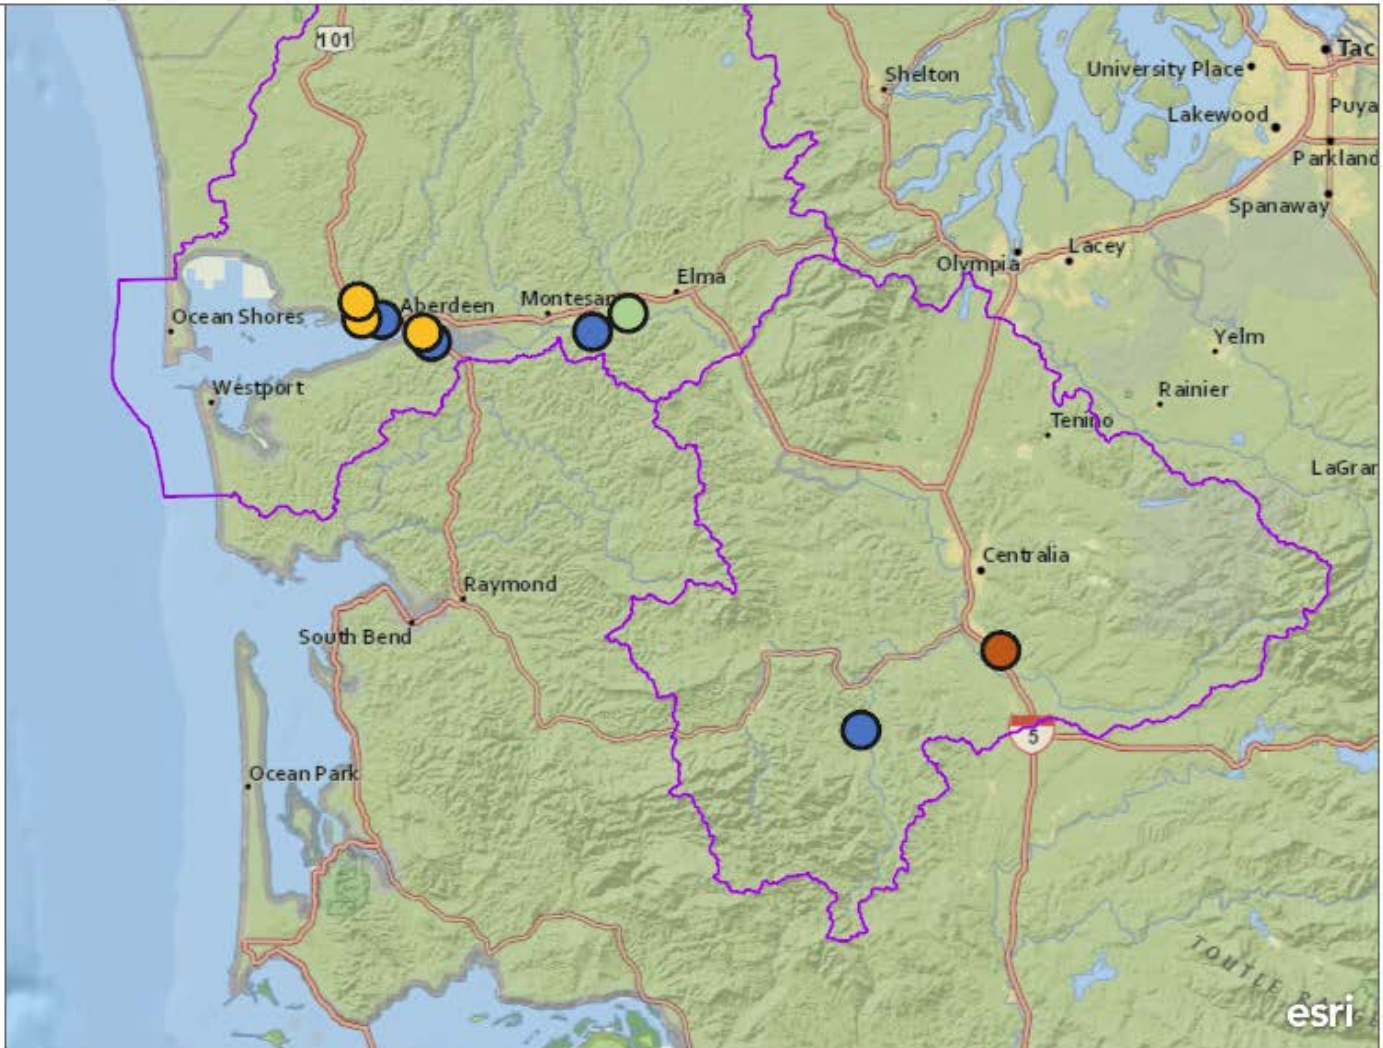 101
Tac
Shelton
University Place
Puya
Lakewood
Parkland
Spanaway
Lacey
Olympia
Elma
Aberdeen
Montesan
Ocean Shores
Yelm
Westport
Rainier
Tenino
LaGran
Centralia
Raymond
South Bend
5
Ocean Park
TOUTLE R
esri